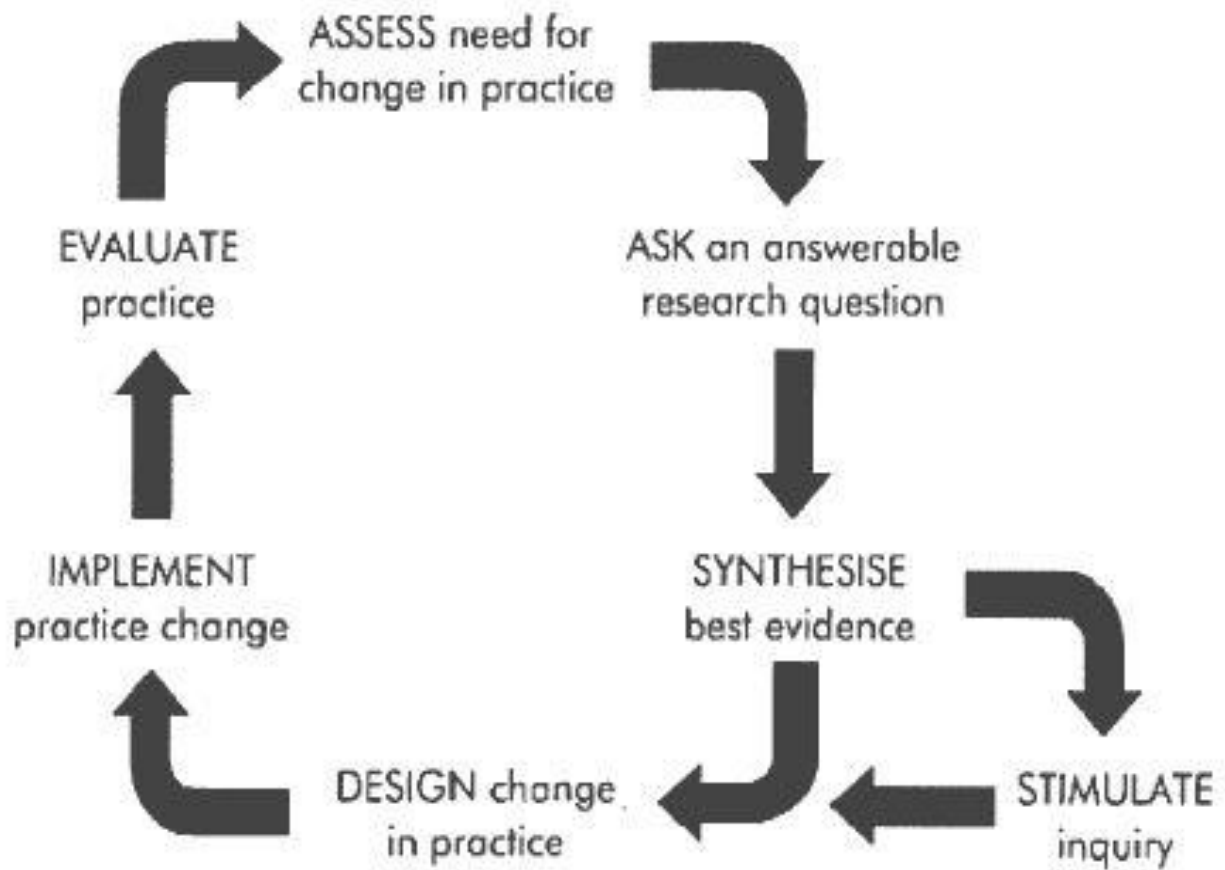 ASSESS need for
change in practice
ASK an answerable
research question
SYNTHESISE
best evidence
STIMULATE
inquiry
DESIGN change
in practice
IMPLEMENT
practice change
EVALUATE
practice